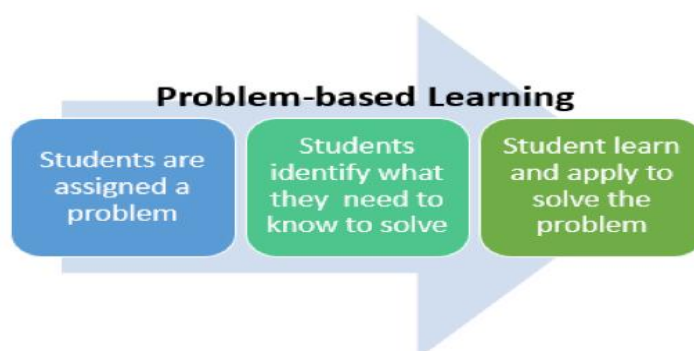 Problem-based Learning
Students are
assigned a
problem
Students
identify what
they need to
know to solve
Student learn
and apply to
solve the
problem